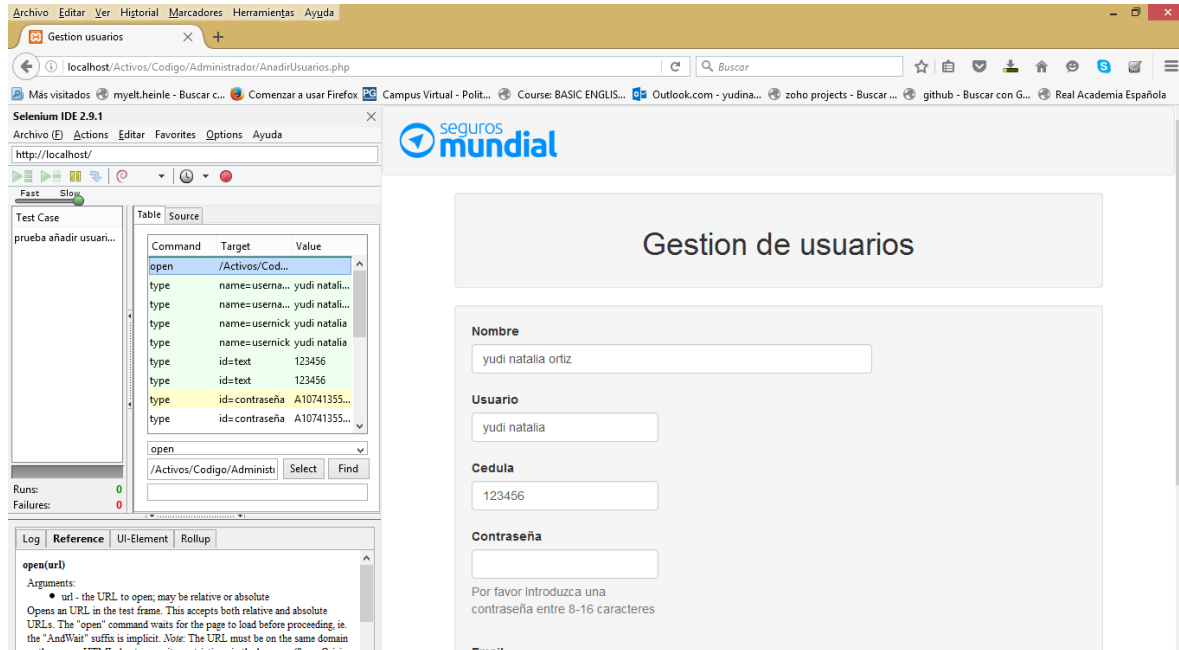 Archivo Editar Ver Historial Marcadores Herramientas Ayuda
Gestion usuarios
localhost/Activos/Codigo/Administrador/AnadirUsuarios.php
Buscar
Más visitados myelt.heinle - Buscar c... Comenzar a usar Firefox PG Campus Virtual - Polit... Course: BASIC ENGLIS... Outlook.com - yudina... zoho projects - Buscar ... github - Buscar con G... Real Academia Española
Selenium IDE 2.9.1
Archivo (F) Actions Editar Favorites Options Ayuda
http://localhost/
Fast Slow
Test Case
prueba añadir usuari...
Table Source
Command Target Value
open /Activos/Cod...
type name=userna... yudi natali...
type name=userna... yudi natali...
type name=usernick yudi natalia
type name=usernick yudi natalia
type id=text 123456
type id=text 123456
type id=contraseña A10741355...
type id=contraseña A10741355...
open
/Activos/Codigo/Administ Select Find
Runs: 0
Failures: 0
Log Reference UI-Element Rollup
open(url)
Arguments:
• url - the URL to open; may be relative or absolute
Opens an URL in the test frame. This accepts both relative and absolute
URLs. The "open" command waits for the page to load before proceeding, ie.
the "AndWait" suffix is implicit. Note: The URL must be on the same domain
seguros
mundial
Gestion de usuarios
Nombre
yudi natalia ortiz
Usuario
yudi natalia
Cedula
123456
Contraseña
Por favor Introduzca una
contraseña entre 8-16 caracteres